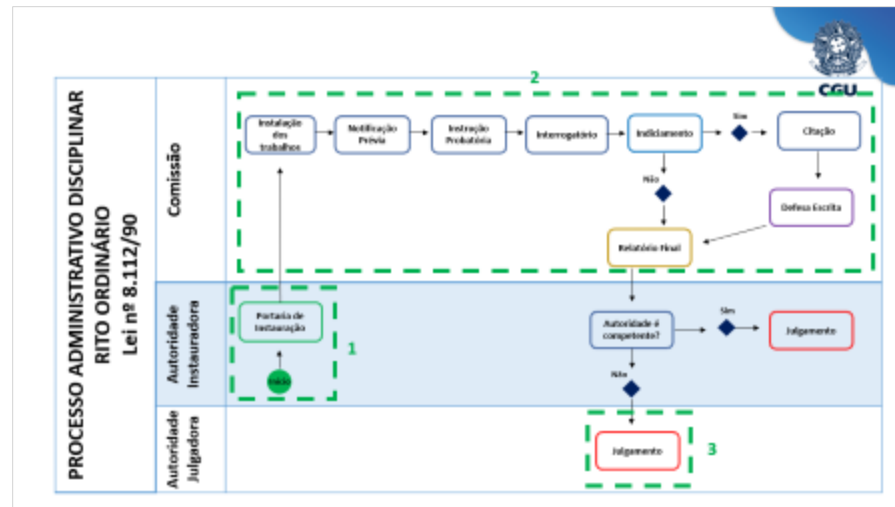 CGU
PROCESSO ADMINISTRATIVO DISCIPLINAR
RITO ORDINÁRIO
Lei nº 8.112/90
Comissão
2
Instalação
dos
trabalhos
Notificação
Prévia
Instrução
Probatória
Interrogatório
Indiciamento
Sim
Citação
Não
Defesa Escrita
Relatório Final
Autoridade
Instauradora
Portaria de
Instauração
1
Início
Autoridade é
competente?
Sim
Julgamento
Não
Autoridade
Julgadora
Julgamento
3